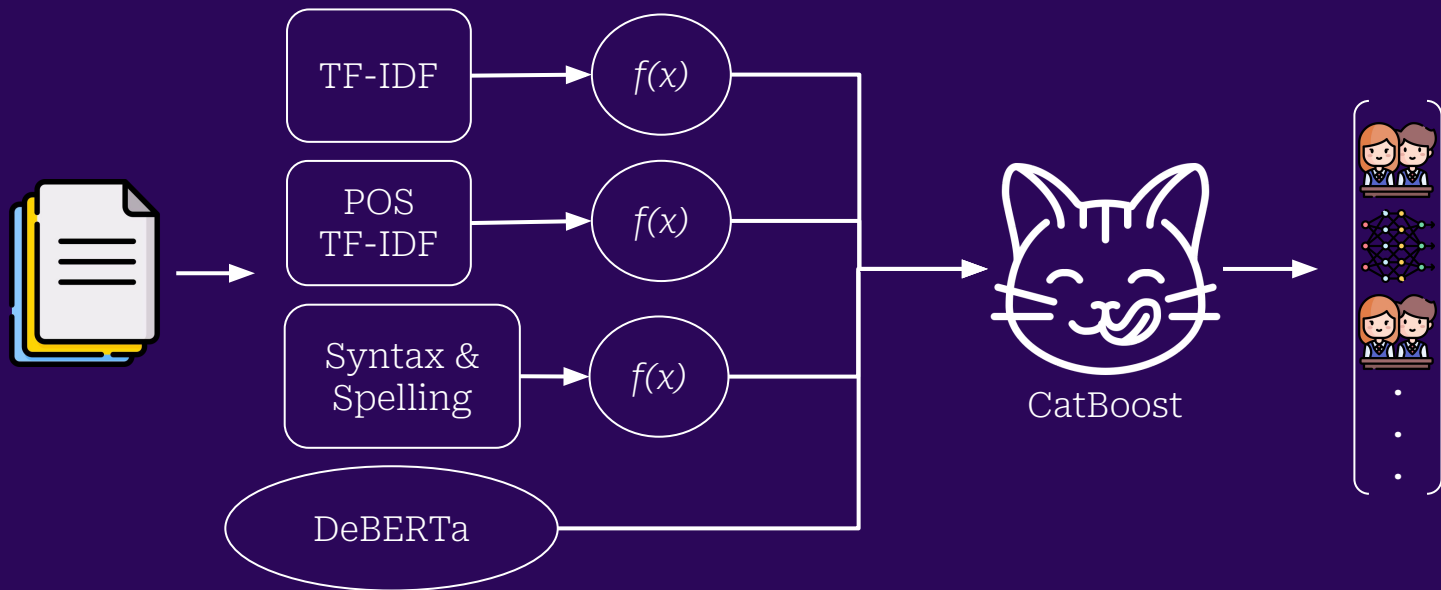 TF-IDF
f(x)
POS
TF-IDF
f(x)
Syntax &
Spelling
f(x)
DeBERTa
CatBoost